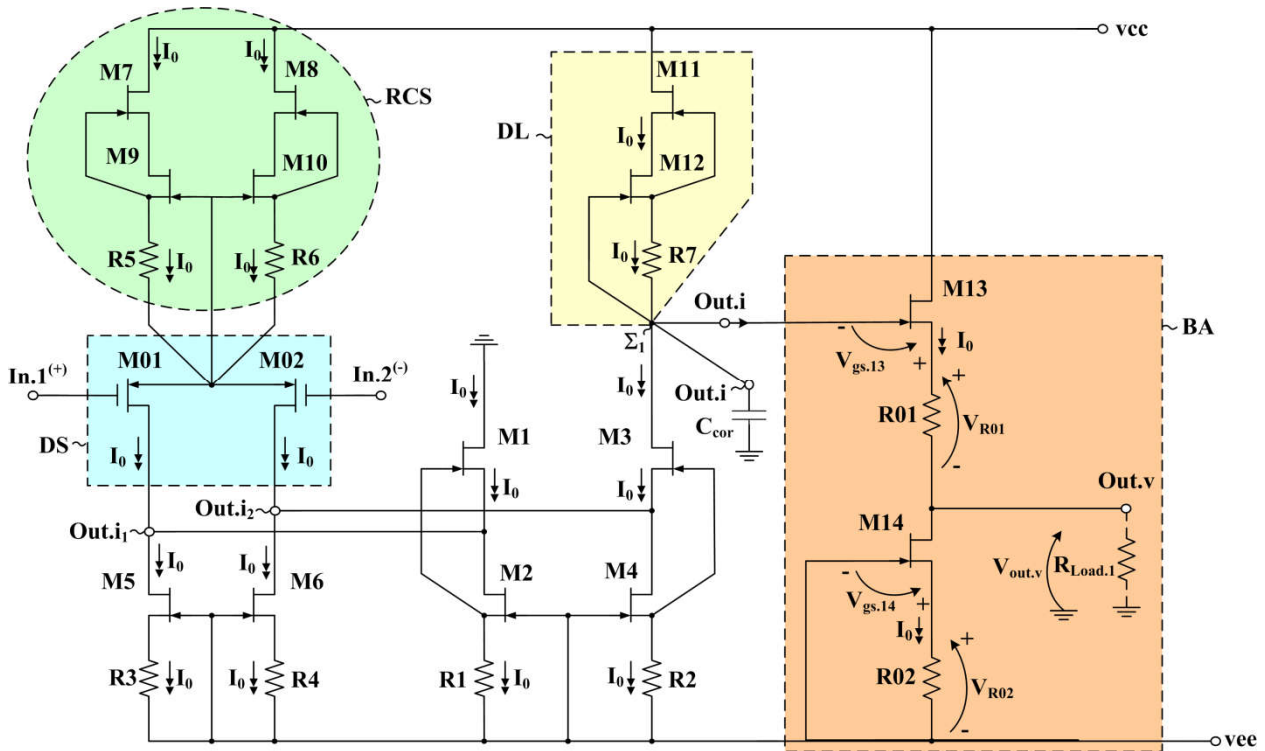 vcc
I₀ I₀
M7 M8
RCS
M9 M10
R5 I₀ I₀ R6
M11
DL
I₀
M12
I₀ R7
Σ₁
Out.i
M13
BA
Vgs.13
- +
I₀
+
R01
VR01
-
Out.i
Ccor
In.1(+)
M01 M02
In.2(-)
DS
I₀ I₀
I₀ I₀
M1 M3
I₀ I₀
Out.i₂
Out.i₁
Out.v
M14
Vout.v
RLoad.1
M5 I₀ I₀ M6
M2 M4
- +
Vgs.14
I₀
+
R3 I₀ I₀ R4
R1 I₀ I₀ R2
R02
VR02
-
vee